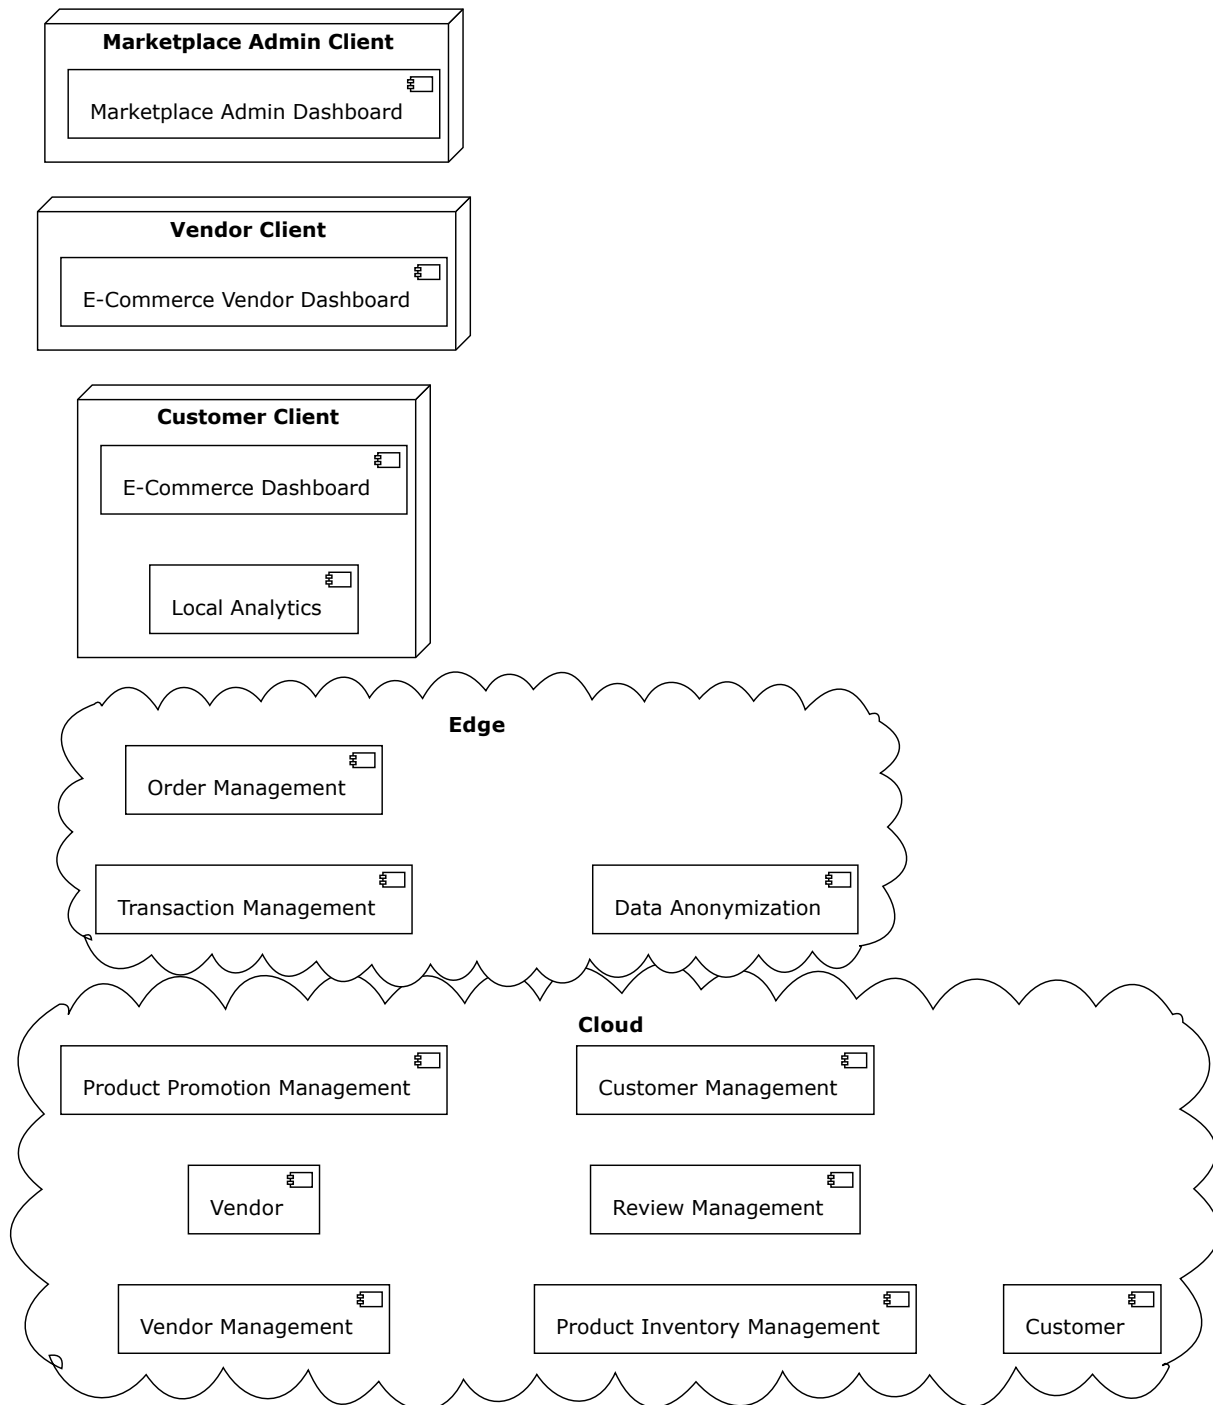 Marketplace Admin Client
Marketplace Admin Dashboard
Vendor Client
E-Commerce Vendor Dashboard
Customer Client
E-Commerce Dashboard
Local Analytics
Edge
Order Management
Transaction Management
Data Anonymization
Cloud
Product Promotion Management
Customer Management
Vendor
Review Management
Vendor Management
Product Inventory Management
Customer